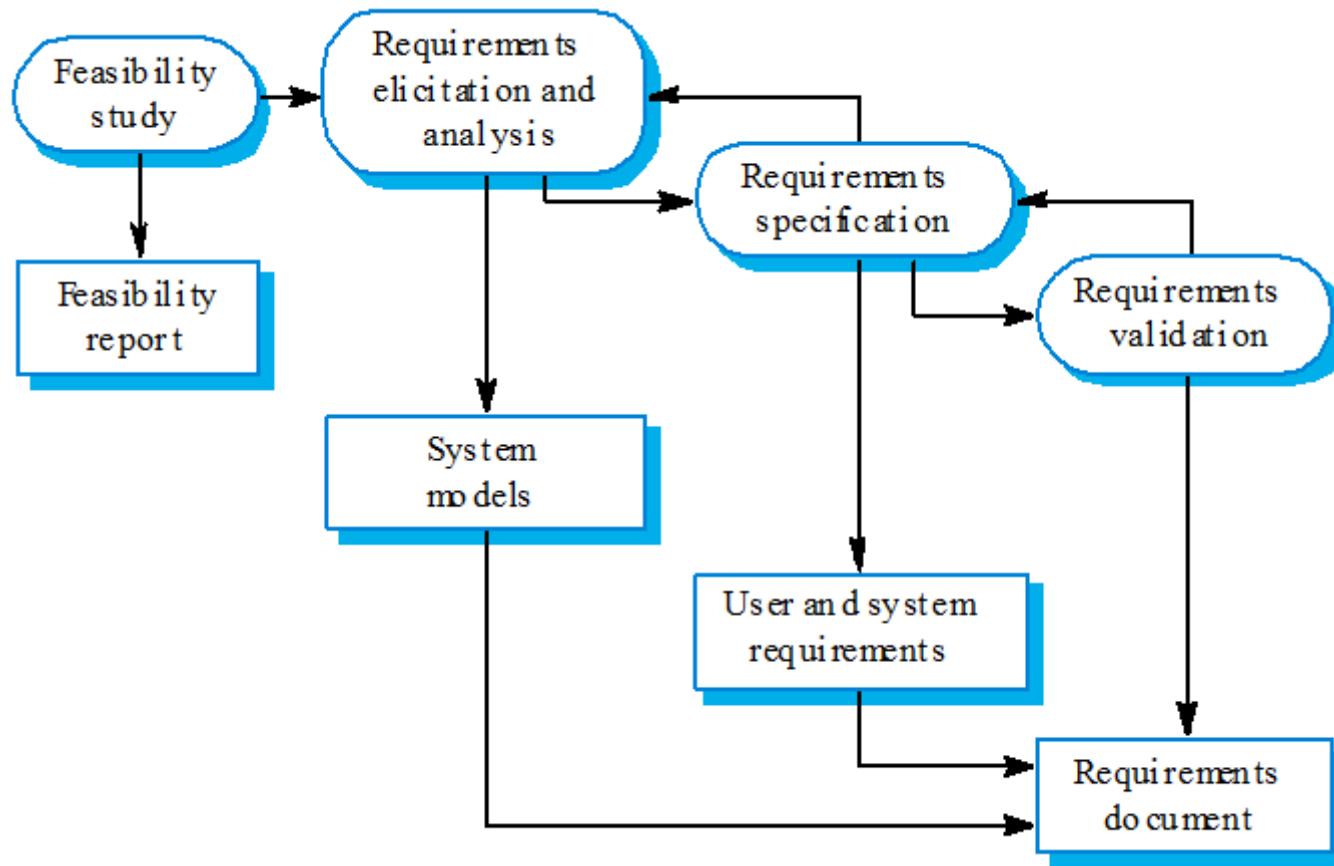 Feasibility
study
Requirements
elicitation and
analysis
Requirements
specification
Requirements
validation
Feasibility
report
System
models
User and system
requirements
Requirements
document